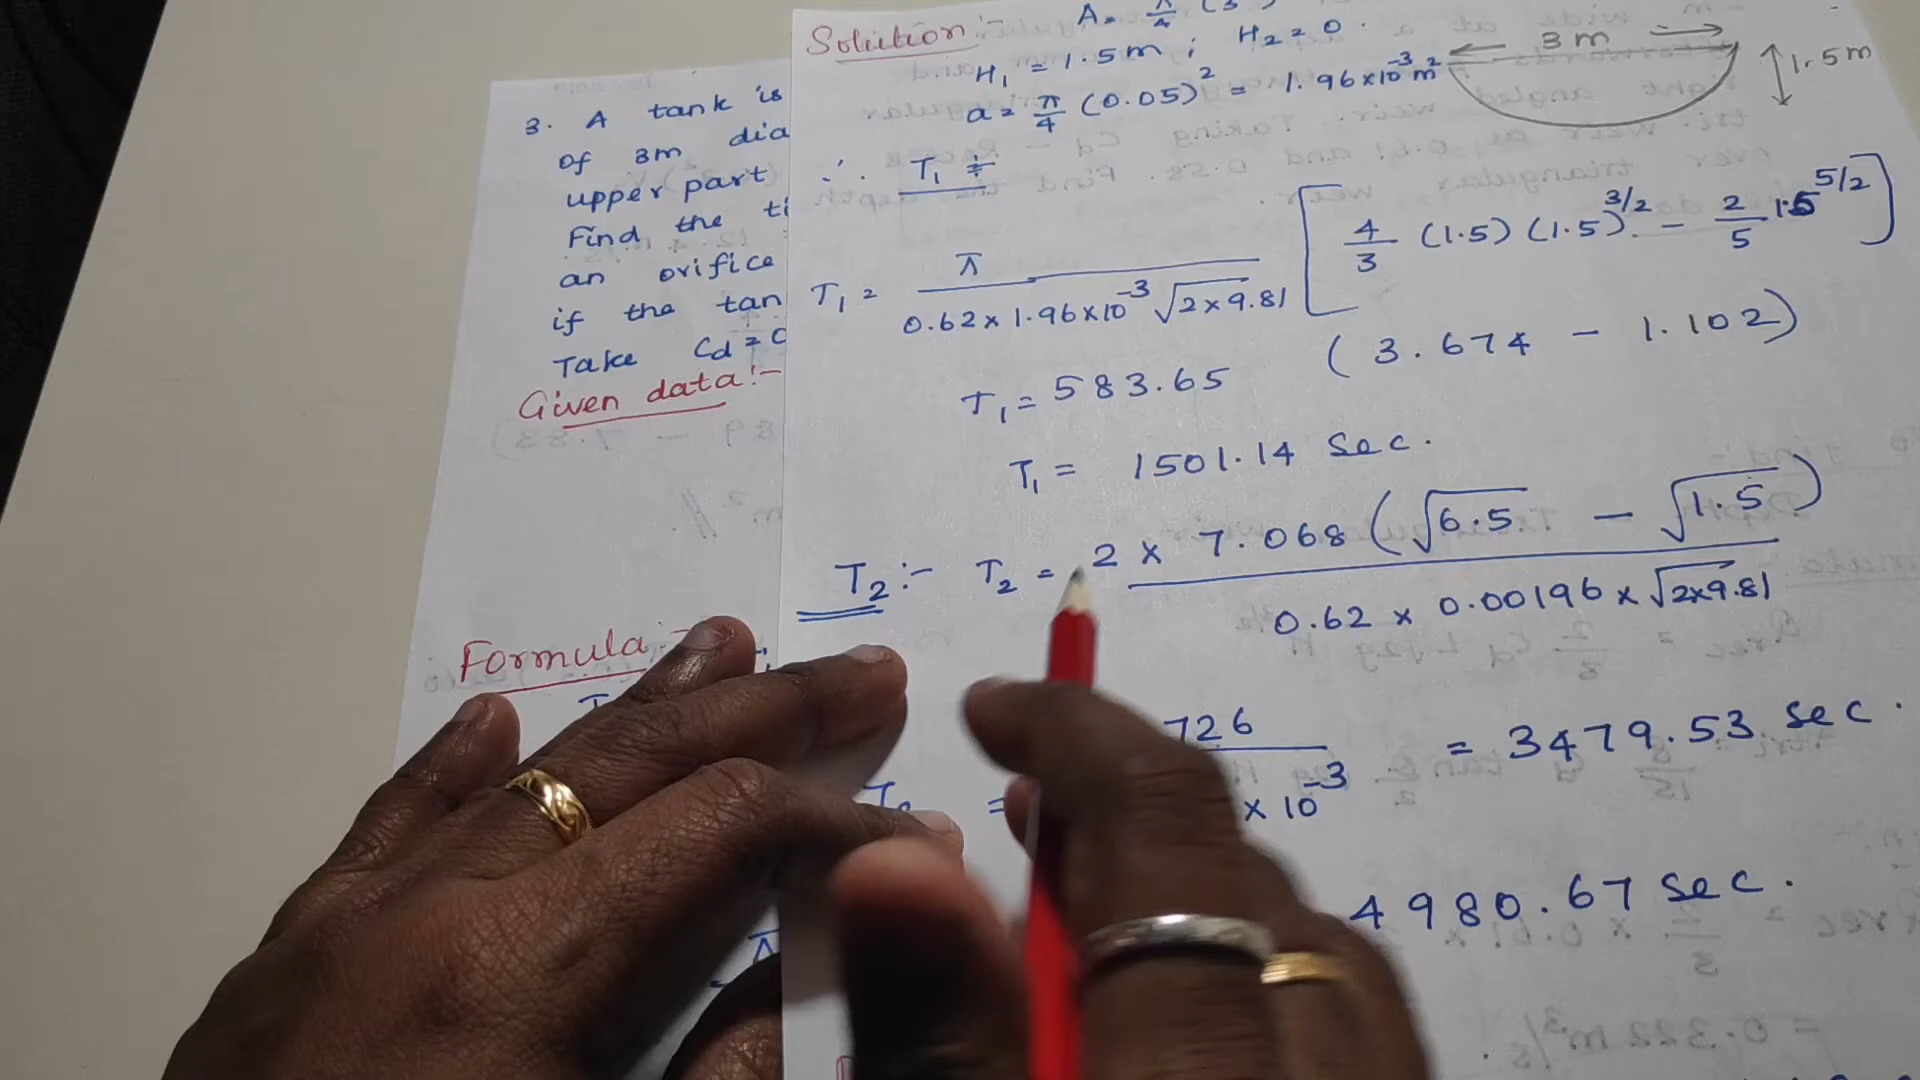 3. A tank is
of 3m dia
upper part
Find the ti
an orifice
if the tan
Take Cd = 0
Given data:-
Formula :-
Solution:-
H₁ = 1.5 m ; H₂ = 0 .
a = π/4 (0.05)² = 1.96×10⁻³ m²
3 m
1.5 m
∴ T₁ ÷
T₁ = π / 0.62 × 1.96×10⁻³ √2×9.81 [ 4/3 (1.5) (1.5)^3/2 - 2/5 1.5^5/2 ]
T₁ = 583.65 ( 3.674 - 1.102 )
T₁ = 1501.14 Sec .
T₂ :- T₂ = 2 × 7.068 ( √6.5 - √1.5 ) / 0.62 × 0.00196 × √2×9.81
726 / × 10⁻³ = 3479.53 sec .
4980.67 sec .